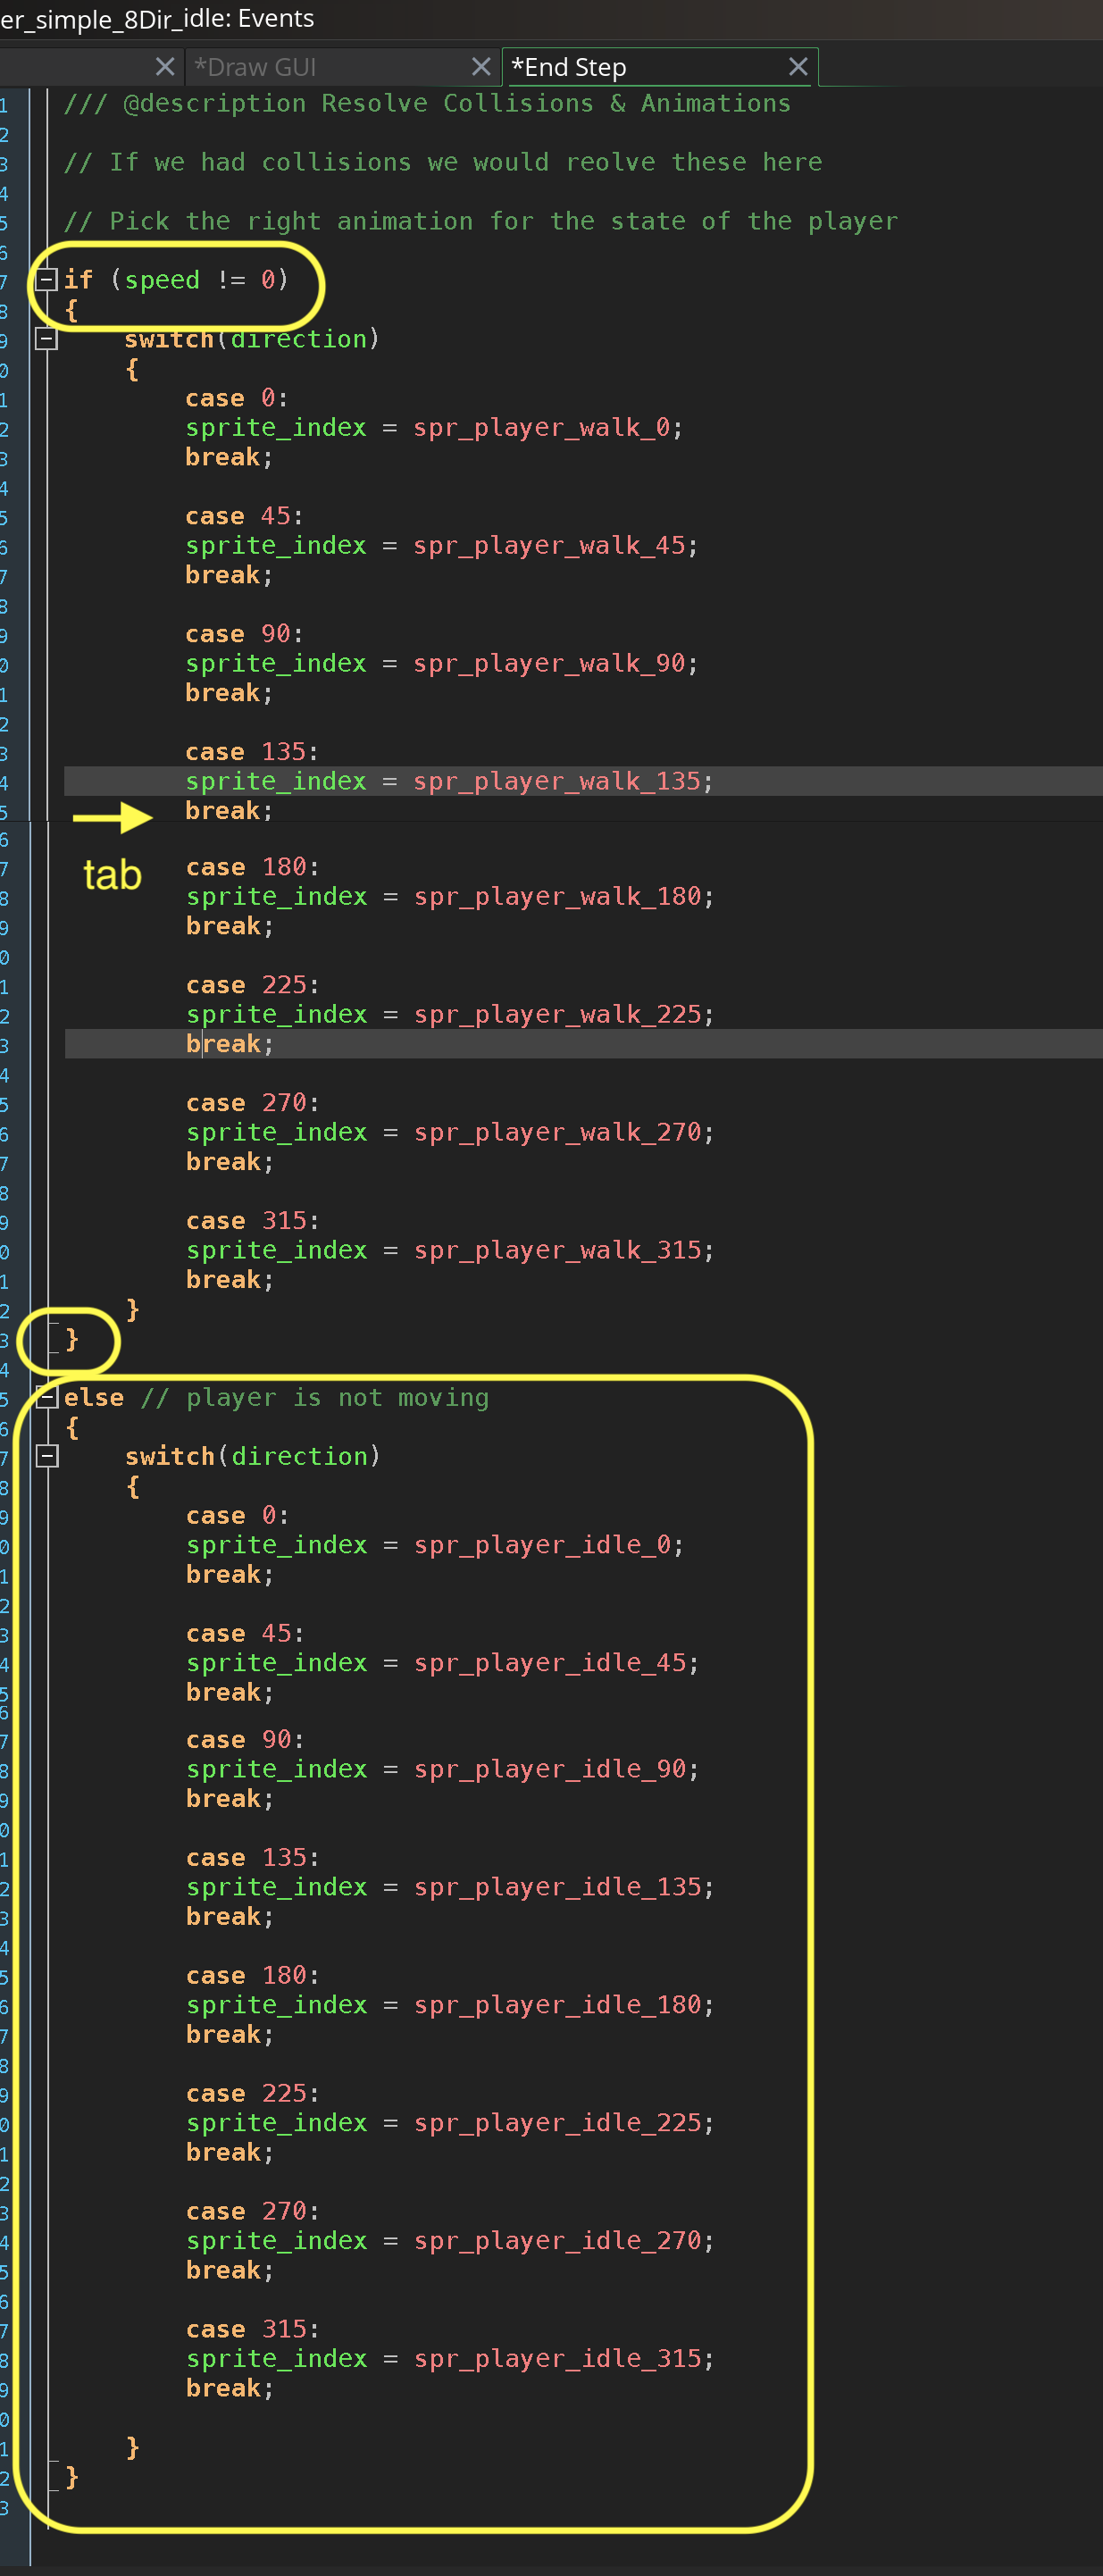 er_simple_8Dir_idle: Events
*Draw GUI *End Step
1 /// @description Resolve Collisions & Animations
2
3 // If we had collisions we would reolve these here
4
5 // Pick the right animation for the state of the player
6
7 if (speed != 0)
8 {
9 switch(direction)
0 {
1 case 0:
2 sprite_index = spr_player_walk_0;
3 break;
4
5 case 45:
6 sprite_index = spr_player_walk_45;
7 break;
8
9 case 90:
0 sprite_index = spr_player_walk_90;
1 break;
2
3 case 135:
4 sprite_index = spr_player_walk_135;
5 break;
6
tab
7 case 180:
8 sprite_index = spr_player_walk_180;
9 break;
0
1 case 225:
2 sprite_index = spr_player_walk_225;
3 break;
4
5 case 270:
6 sprite_index = spr_player_walk_270;
7 break;
8
9 case 315:
0 sprite_index = spr_player_walk_315;
1 break;
2 }
3 }
4
5 else // player is not moving
6 {
7 switch(direction)
8 {
9 case 0:
0 sprite_index = spr_player_idle_0;
1 break;
2
3 case 45:
4 sprite_index = spr_player_idle_45;
5 break;
6
7 case 90:
8 sprite_index = spr_player_idle_90;
9 break;
0
1 case 135:
2 sprite_index = spr_player_idle_135;
3 break;
4
5 case 180:
6 sprite_index = spr_player_idle_180;
7 break;
8
9 case 225:
0 sprite_index = spr_player_idle_225;
1 break;
2
3 case 270:
4 sprite_index = spr_player_idle_270;
5 break;
6
7 case 315:
8 sprite_index = spr_player_idle_315;
9 break;
0
1 }
2 }
3